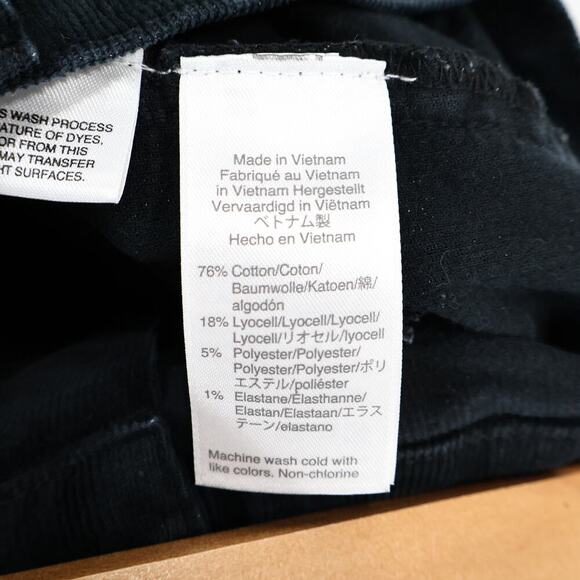 S WASH PROCESS
ATURE OF DYES,
OR FROM THIS
MAY TRANSFER
HT SURFACES.
Made in Vietnam
Fabriqué au Vietnam
in Vietnam Hergestellt
Vervaardigd in Viëtnam
ベトナム製
Hecho en Vietnam
76% Cotton/Coton/
Baumwolle/Katoen/綿/
algodón
18% Lyocell/Lyocell/Lyocell/
Lyocell/リオセル/lyocell
5% Polyester/Polyester/
Polyester/Polyester/ポリ
エステル/poliéster
1% Elastane/Élasthanne/
Elastan/Elastaan/エラス
テーン/elastano
Machine wash cold with
like colors. Non-chlorine